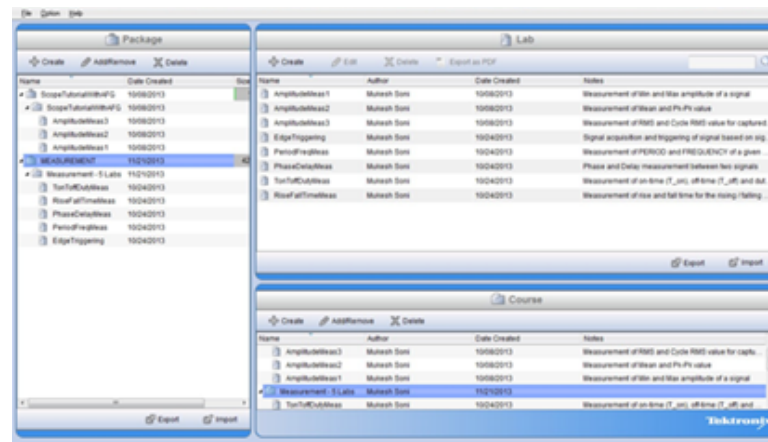 File Option Help
Package
Create Add/Remove Delete
Name Date Created Size
ScopeTutorialWithAFG 10/08/2013
ScopeTutorialWithAFG 10/08/2013
AmplitudeMeas3 10/08/2013
AmplitudeMeas2 10/08/2013
AmplitudeMeas1 10/08/2013
MEASUREMENT 11/21/2013 42
Measurement - 5 Labs 11/21/2013
TonToffDutyMeas 10/24/2013
RiseFallTimeMeas 10/24/2013
PhaseDelayMeas 10/24/2013
PeriodFreqMeas 10/24/2013
EdgeTriggering 10/24/2013
Export Import
Lab
Create Edit Delete Export as PDF
Name Author Date Created Notes
AmplitudeMeas1 Mukesh Soni 10/08/2013 Measurement of Min and Max amplitude of a signal
AmplitudeMeas2 Mukesh Soni 10/08/2013 Measurement of Mean and Pk-Pk value
AmplitudeMeas3 Mukesh Soni 10/08/2013 Measurement of RMS and Cycle RMS value for captured
EdgeTriggering Mukesh Soni 10/24/2013 Signal acquisition and triggering of signal based on sig...
PeriodFreqMeas Mukesh Soni 10/24/2013 Measurement of PERIOD and FREQUENCY of a given ...
PhaseDelayMeas Mukesh Soni 10/24/2013 Phase and Delay measurement between two signals
TonToffDutyMeas Mukesh Soni 10/24/2013 Measurement of on-time (T_on), off-time (T_off) and dut...
RiseFallTimeMeas Mukesh Soni 10/24/2013 Measurement of rise and fall time for the rising / falling ...
Export Import
Course
Create Add/Remove Delete
Name Author Date Created Notes
AmplitudeMeas3 Mukesh Soni 10/08/2013 Measurement of RMS and Cycle RMS value for captu...
AmplitudeMeas2 Mukesh Soni 10/08/2013 Measurement of Mean and Pk-Pk value
AmplitudeMeas1 Mukesh Soni 10/08/2013 Measurement of Min and Max amplitude of a signal
Measurement - 5 Labs Mukesh Soni 11/21/2013
TonToffDutyMeas Mukesh Soni 10/24/2013 Measurement of on-time (T_on), off-time (T_off) and ...
Tektronix